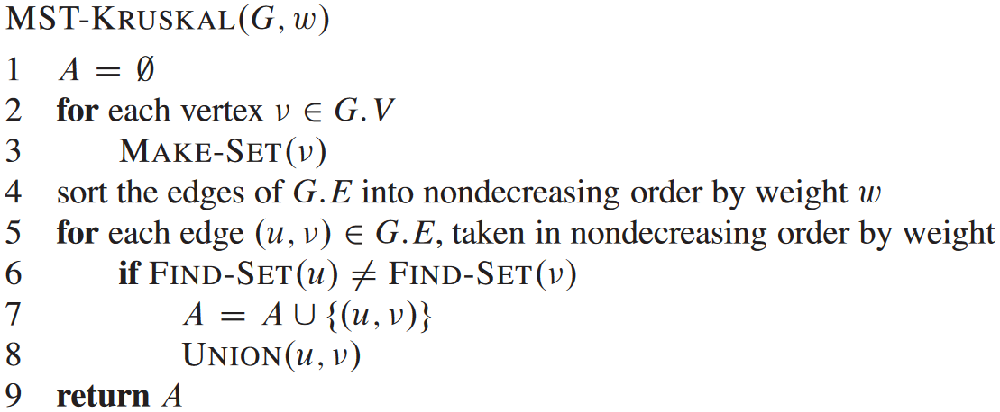 MST-KRUSKAL(G, w)
1 A = ∅
2 for each vertex v ∈ G.V
3 MAKE-SET(v)
4 sort the edges of G.E into nondecreasing order by weight w
5 for each edge (u, v) ∈ G.E, taken in nondecreasing order by weight
6 if FIND-SET(u) ≠ FIND-SET(v)
7 A = A ∪ {(u, v)}
8 UNION(u, v)
9 return A